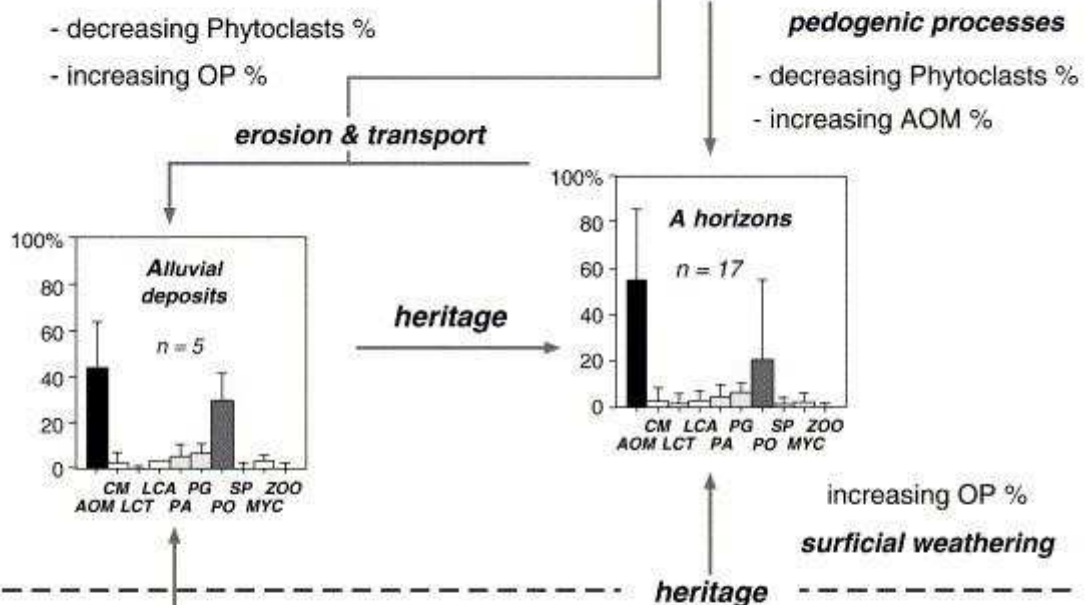 - decreasing Phytoclasts %
- increasing OP %
pedogenic processes
- decreasing Phytoclasts %
- increasing AOM %
erosion & transport
100%
80
60
40
20
0
Alluvial
deposits
n = 5
CM LCA PG SP ZOO
AOM LCT PA PO MYC
heritage
100%
80
60
40
20
0
A horizons
n = 17
CM LCA PG SP ZOO
AOM LCT PA PO MYC
increasing OP %
surficial weathering
heritage